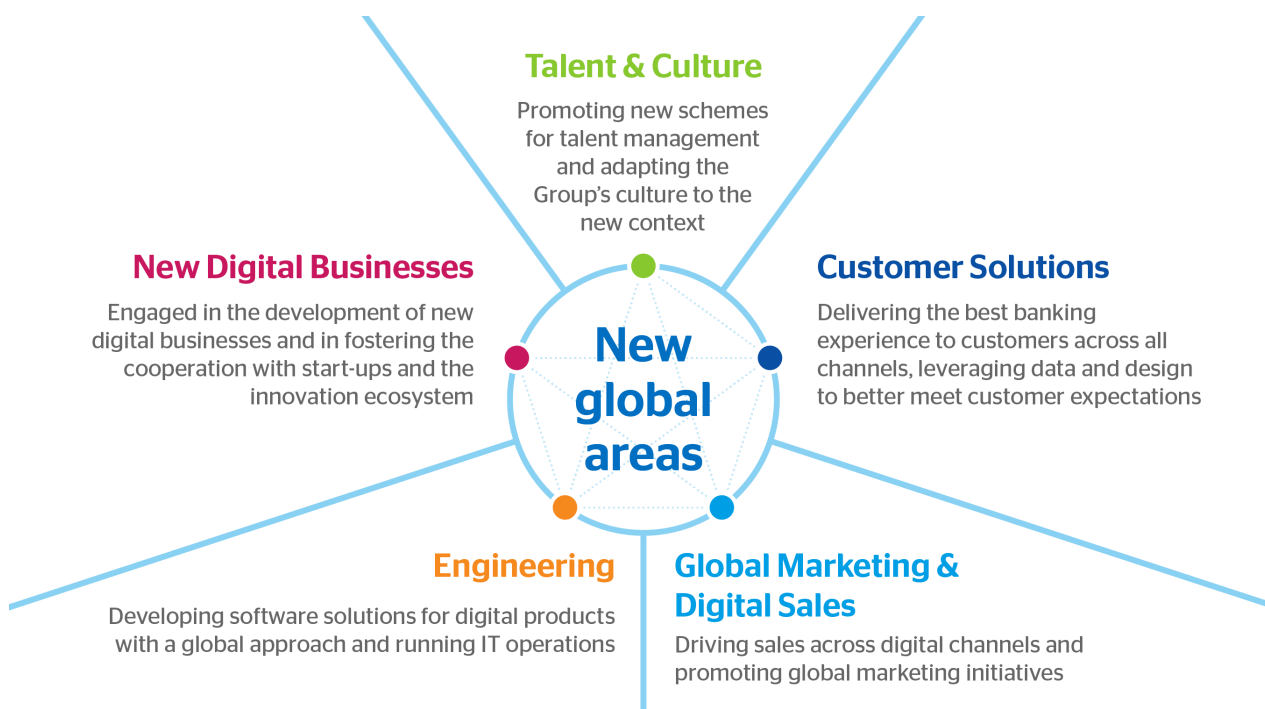 Talent & Culture
Promoting new schemes
for talent management
and adapting the
Group's culture to the
new context
New Digital Businesses
Engaged in the development of new
digital businesses and in fostering the
cooperation with start-ups and the
innovation ecosystem
Customer Solutions
Delivering the best banking
experience to customers across all
channels, leveraging data and design
to better meet customer expectations
New
global
areas
Engineering
Developing software solutions for digital products
with a global approach and running IT operations
Global Marketing &
Digital Sales
Driving sales across digital channels and
promoting global marketing initiatives